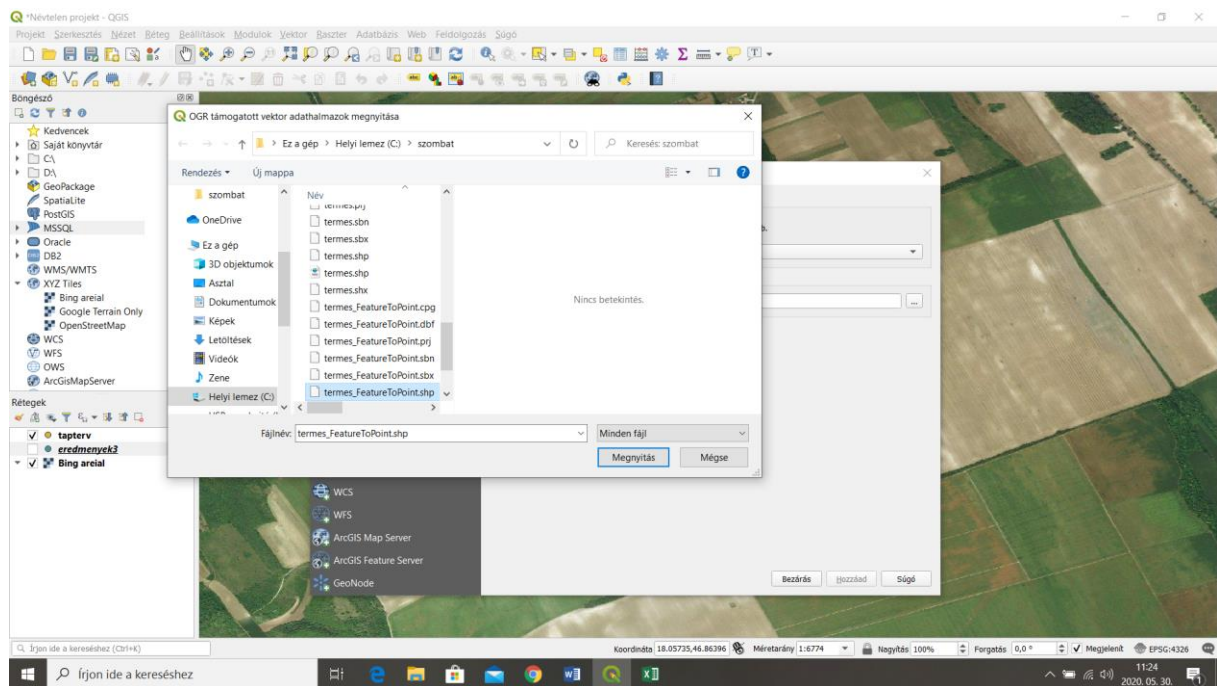 *Névtelen projekt - QGIS
Projekt Szerkesztés Nézet Réteg Beállítások Modulok Vektor Raszter Adatbázis Web Feldolgozás Súgó
Böngésző
Kedvencek
Saját könyvtár
C:\
D:\
GeoPackage
SpatiaLite
PostGIS
MSSQL
Oracle
DB2
WMS/WMTS
XYZ Tiles
Bing areial
Google Terrain Only
OpenStreetMap
WCS
WFS
OWS
ArcGisMapServer
Rétegek
tapterv
eredmenyek3
Bing areial
OGR támogatott vektor adathalmazok megnyitása
Ez a gép > Helyi lemez (C:) > szombat
Keresés: szombat
Rendezés
Új mappa
szombat
OneDrive
Ez a gép
3D objektumok
Asztal
Dokumentumok
Képek
Letöltések
Videók
Zene
Helyi lemez (C:)
Név
termes.prj
termes.sbn
termes.sbx
termes.shp
termes.shp
termes.shx
termes_FeatureToPoint.cpg
termes_FeatureToPoint.dbf
termes_FeatureToPoint.prj
termes_FeatureToPoint.sbn
termes_FeatureToPoint.sbx
termes_FeatureToPoint.shp
Nincs betekintés.
Fájlnév: termes_FeatureToPoint.shp
Minden fájl
Megnyitás
Mégse
WCS
WFS
ArcGIS Map Server
ArcGIS Feature Server
GeoNode
Bezárás
Hozzáad
Súgó
Írjon ide a kereséshez (Ctrl+K)
Koordináta 18.05735,46.86396
Méretarány 1:6774
Nagyítás 100%
Forgatás 0,0 °
Megjelenít
EPSG:4326
Írjon ide a kereséshez
11:24
2020. 05. 30.